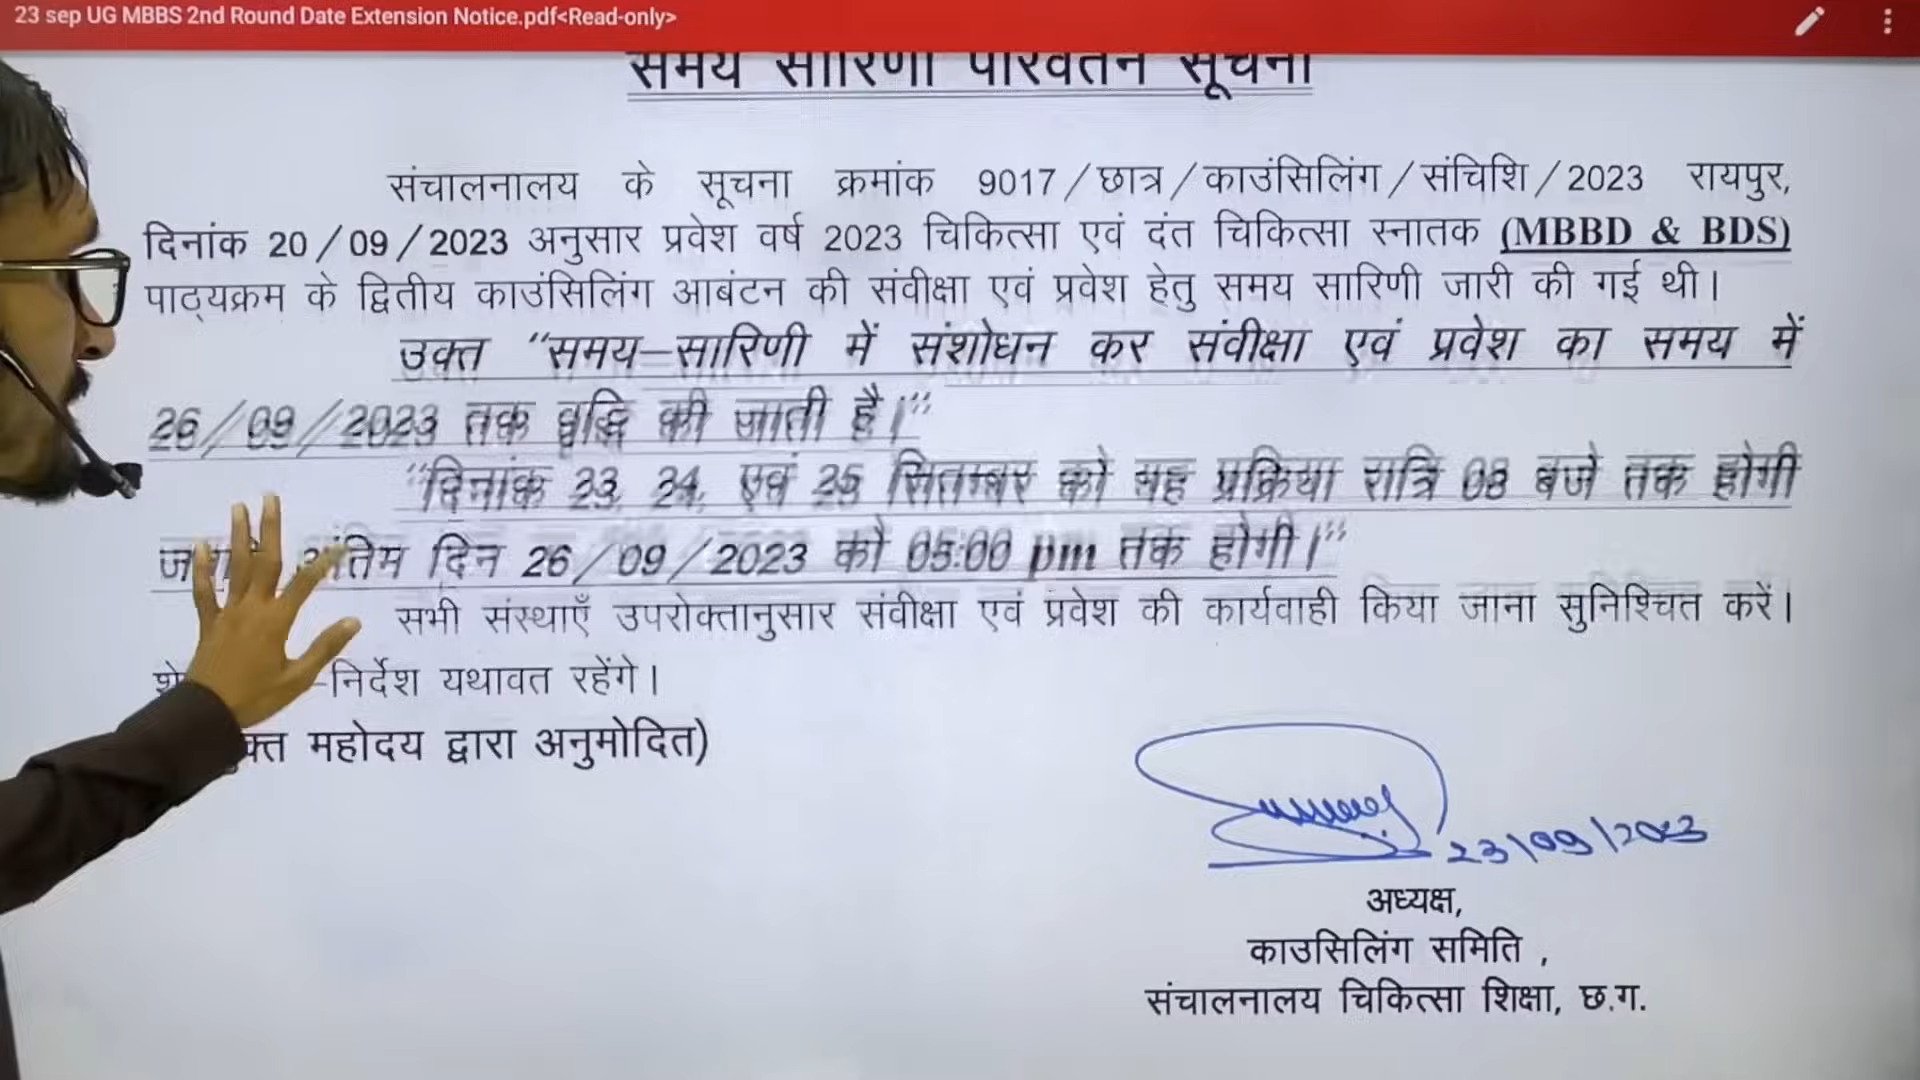 23 sep UG MBBS 2nd Round Date Extension Notice.pdf<Read-only>
समय सारिणी परिवर्तन सूचना
संचालनालय के सूचना क्रमांक 9017/छात्र/काउंसिलिंग/संचिशि/2023 रायपुर,
दिनांक 20/09/2023 अनुसार प्रवेश वर्ष 2023 चिकित्सा एवं दंत चिकित्सा स्नातक (MBBD & BDS)
पाठ्यक्रम के द्वितीय काउंसिलिंग आबंटन की संवीक्षा एवं प्रवेश हेतु समय सारिणी जारी की गई थी।
उक्त “समय–सारिणी में संशोधन कर संवीक्षा एवं प्रवेश का समय में
26/09/2023 तक वृद्धि की जाती है।”
“दिनांक 23, 24, एवं 25 सितम्बर को यह प्रक्रिया रात्रि 08 बजे तक होगी
अंतिम दिन 26/09/2023 को 05:00 pm तक होगी।”
सभी संस्थाएँ उपरोक्तानुसार संवीक्षा एवं प्रवेश की कार्यवाही किया जाना सुनिश्चित करें।
–निर्देश यथावत रहेंगे।
महोदय द्वारा अनुमोदित)
23/09/2023
अध्यक्ष,
काउसिलिंग समिति ,
संचालनालय चिकित्सा शिक्षा, छ.ग.